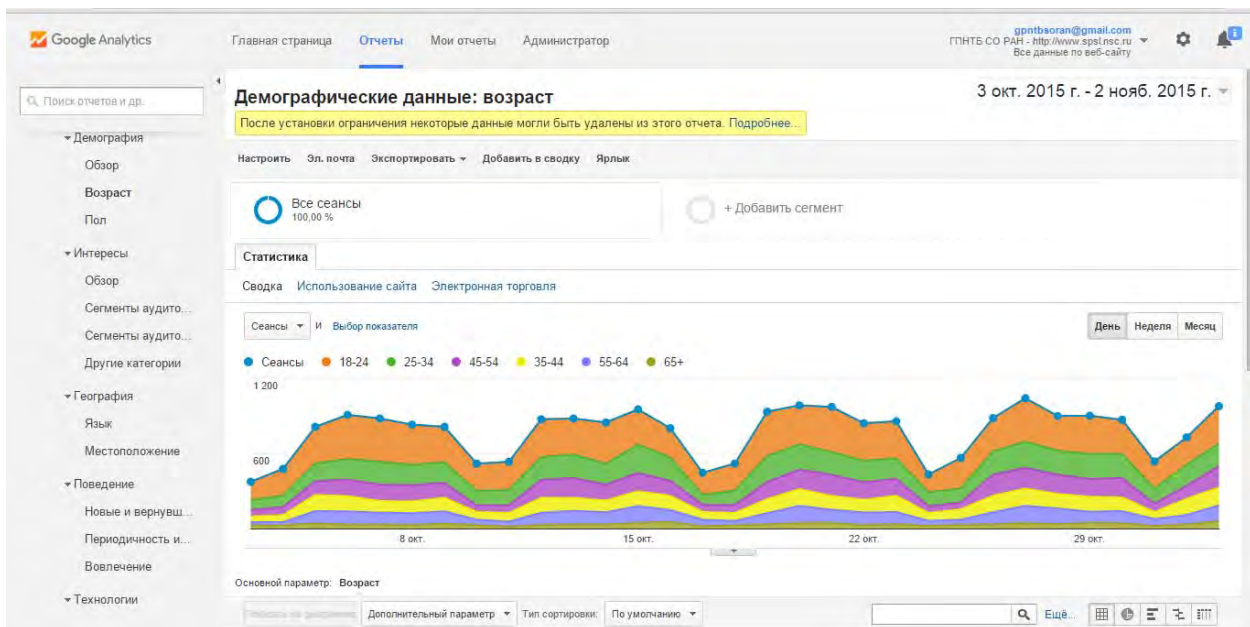 Google Analytics
Главная страница Отчеты Мои отчеты Администратор
gpntbsoran@gmail.com
ГПНТБ СО РАН - http://www.spsl.nsc.ru
Все данные по веб-сайту
Поиск отчетов и др.
Демография
Обзор
Возраст
Пол
Интересы
Обзор
Сегменты аудито...
Сегменты аудито...
Другие категории
География
Язык
Местоположение
Поведение
Новые и вернувш...
Периодичность и...
Вовлечение
Технологии
Демографические данные: возраст
3 окт. 2015 г. - 2 нояб. 2015 г.
После установки ограничения некоторые данные могли быть удалены из этого отчета. Подробнее...
Настроить Эл. почта Экспортировать Добавить в сводку Ярлык
Все сеансы
100,00 %
+ Добавить сегмент
Статистика
Сводка Использование сайта Электронная торговля
Сеансы И Выбор показателя
День Неделя Месяц
Сеансы 18-24 25-34 45-54 35-44 55-64 65+
1 200
600
8 окт. 15 окт. 22 окт. 29 окт.
Основной параметр: Возраст
Дополнительный параметр Тип сортировки: По умолчанию
Ещё...